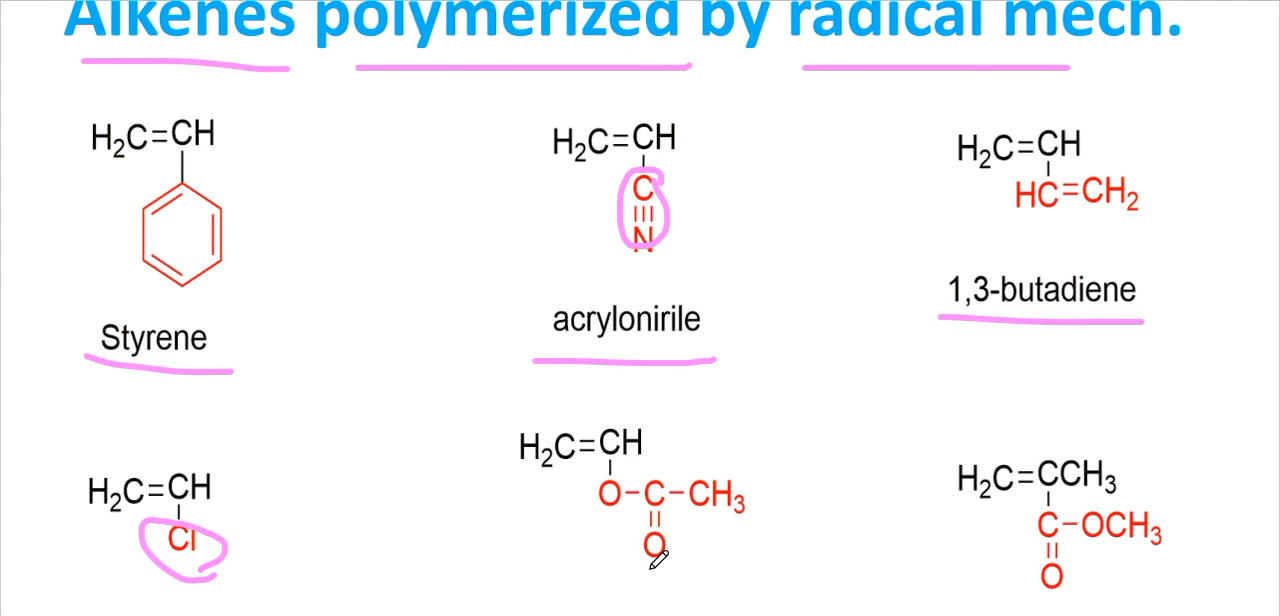 Alkenes polymerized by radical mech.
H₂C=CH
H₂C=CH
C
≡
N
H₂C=CH
HC=CH₂
Styrene
acrylonirile
1,3-butadiene
H₂C=CH
Cl
H₂C=CH
O-C-CH₃
O
H₂C=CCH₃
C-OCH₃
O